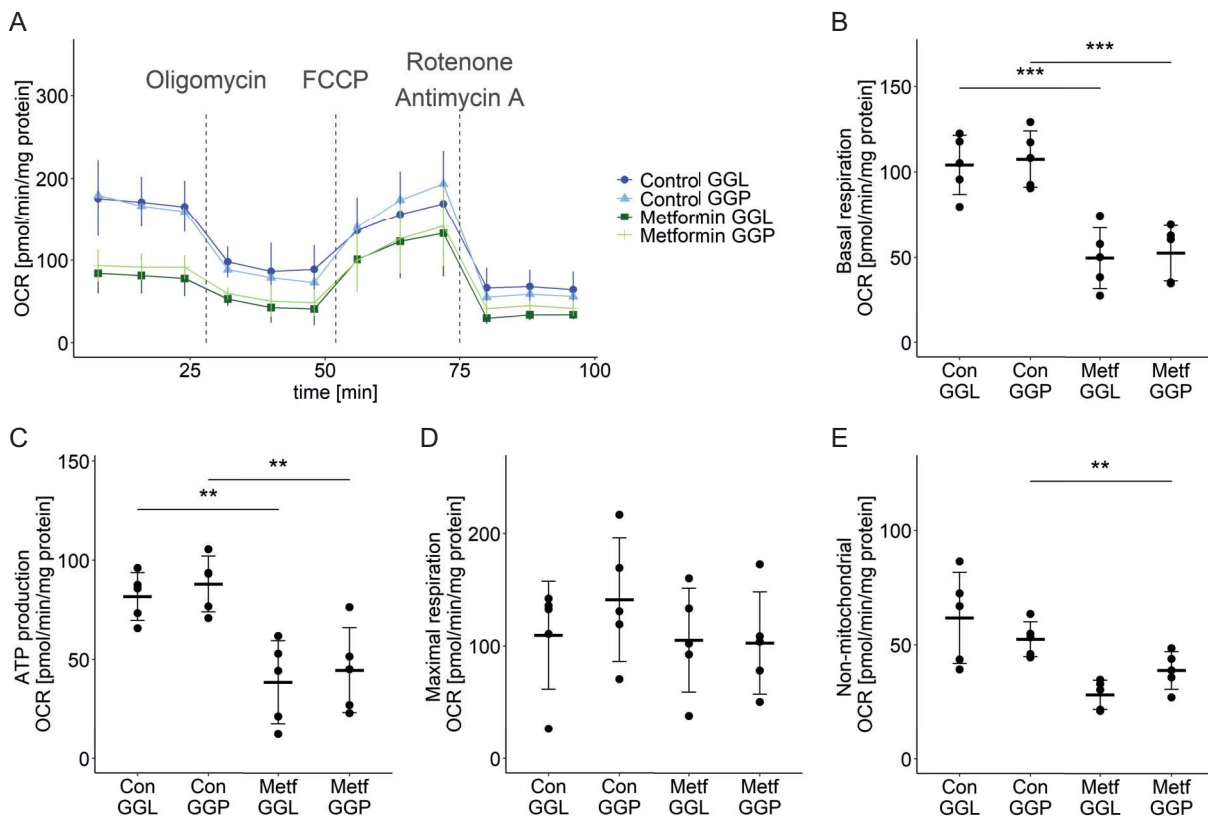 A
OCR [pmol/min/mg protein]
300
200
100
0
Oligomycin
FCCP
Rotenone
Antimycin A
25
50
75
100
time [min]
Control GGL
Control GGP
Metformin GGL
Metformin GGP
B
Basal respiration
OCR [pmol/min/mg protein]
150
100
50
0
***
***
Con
GGL
Con
GGP
Metf
GGL
Metf
GGP
C
ATP production
OCR [pmol/min/mg protein]
150
100
50
0
**
**
Con
GGL
Con
GGP
Metf
GGL
Metf
GGP
D
Maximal respiration
OCR [pmol/min/mg protein]
200
100
0
Con
GGL
Con
GGP
Metf
GGL
Metf
GGP
E
Non-mitochondrial
OCR [pmol/min/mg protein]
100
50
0
**
Con
GGL
Con
GGP
Metf
GGL
Metf
GGP